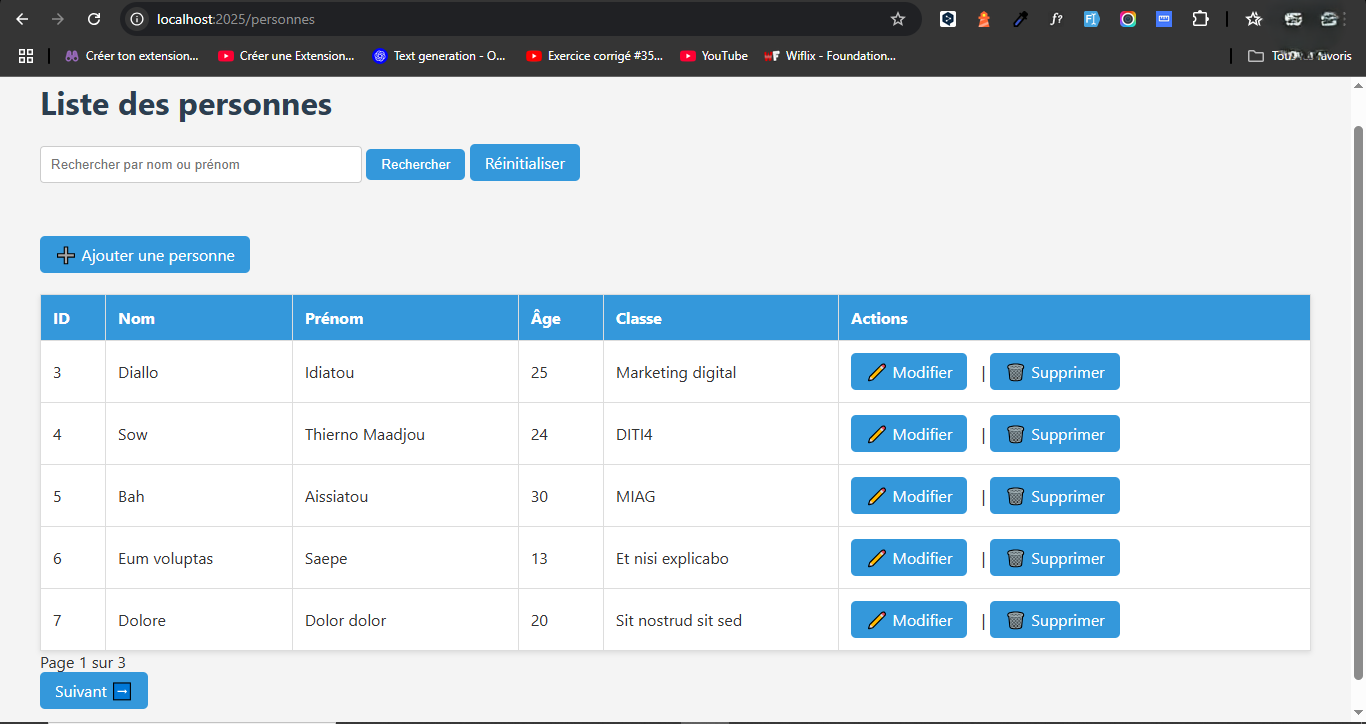 localhost:2025/personnes
f?
Créer ton extension... Créer une Extension... Text generation - O... Exercice corrigé #35... YouTube Wiflix - Foundation... favoris
Liste des personnes
Rechercher par nom ou prénom Rechercher Réinitialiser
Ajouter une personne
ID Nom Prénom Âge Classe Actions
3 Diallo Idiatou 25 Marketing digital Modifier | Supprimer
4 Sow Thierno Maadjou 24 DITI4 Modifier | Supprimer
5 Bah Aissiatou 30 MIAG Modifier | Supprimer
6 Eum voluptas Saepe 13 Et nisi explicabo Modifier | Supprimer
7 Dolore Dolor dolor 20 Sit nostrud sit sed Modifier | Supprimer
Page 1 sur 3
Suivant